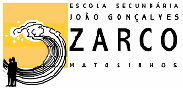 ESCOLA SECUNDÁRIA
JOÃO GONÇALVES
ZARCO
MATOSINHOS